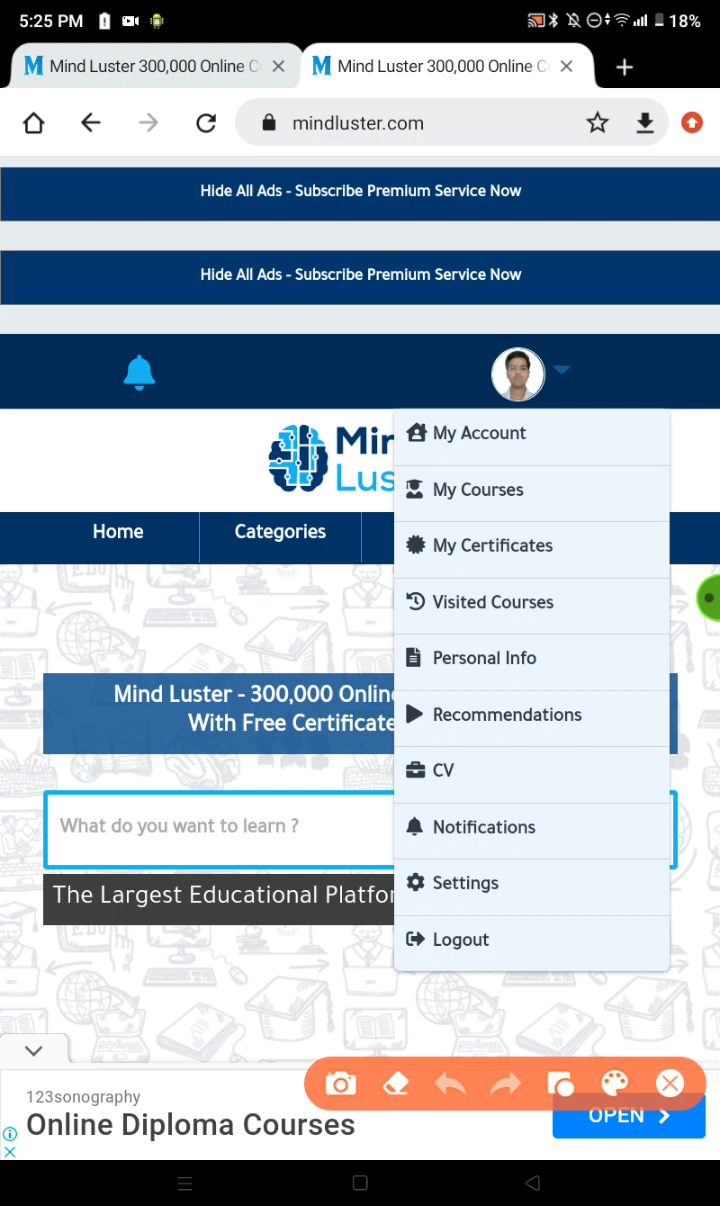 5:25 PM
18%
Mind Luster 300,000 Online C
Mind Luster 300,000 Online C
mindluster.com
Hide All Ads - Subscribe Premium Service Now
Hide All Ads - Subscribe Premium Service Now
Min
Lus
Home
Categories
My Account
My Courses
My Certificates
Visited Courses
Personal Info
Recommendations
CV
Notifications
Settings
Logout
Mind Luster - 300,000 Online
With Free Certificate
What do you want to learn ?
The Largest Educational Platfor
123sonography
Online Diploma Courses
OPEN